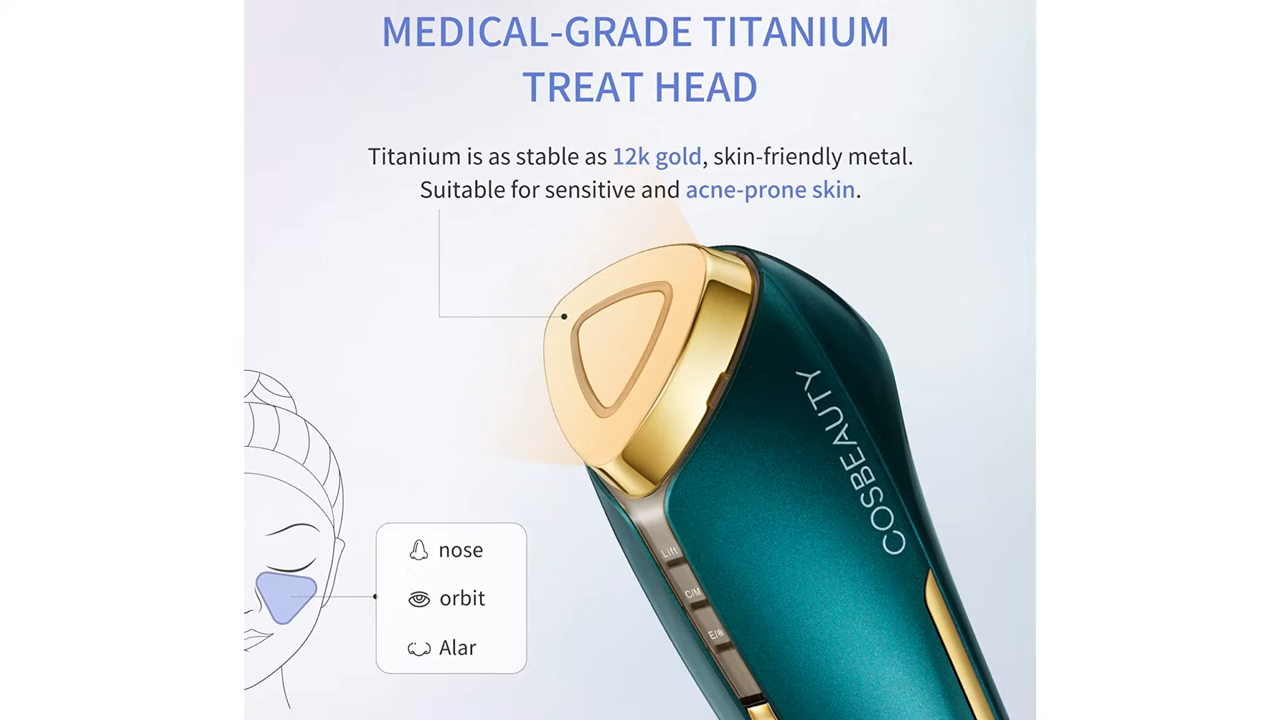 MEDICAL-GRADE TITANIUM
TREAT HEAD
Titanium is as stable as 12k gold, skin-friendly metal.
Suitable for sensitive and acne-prone skin.
COSBEAUTY
Lift
C/M
E/❄
nose
orbit
Alar